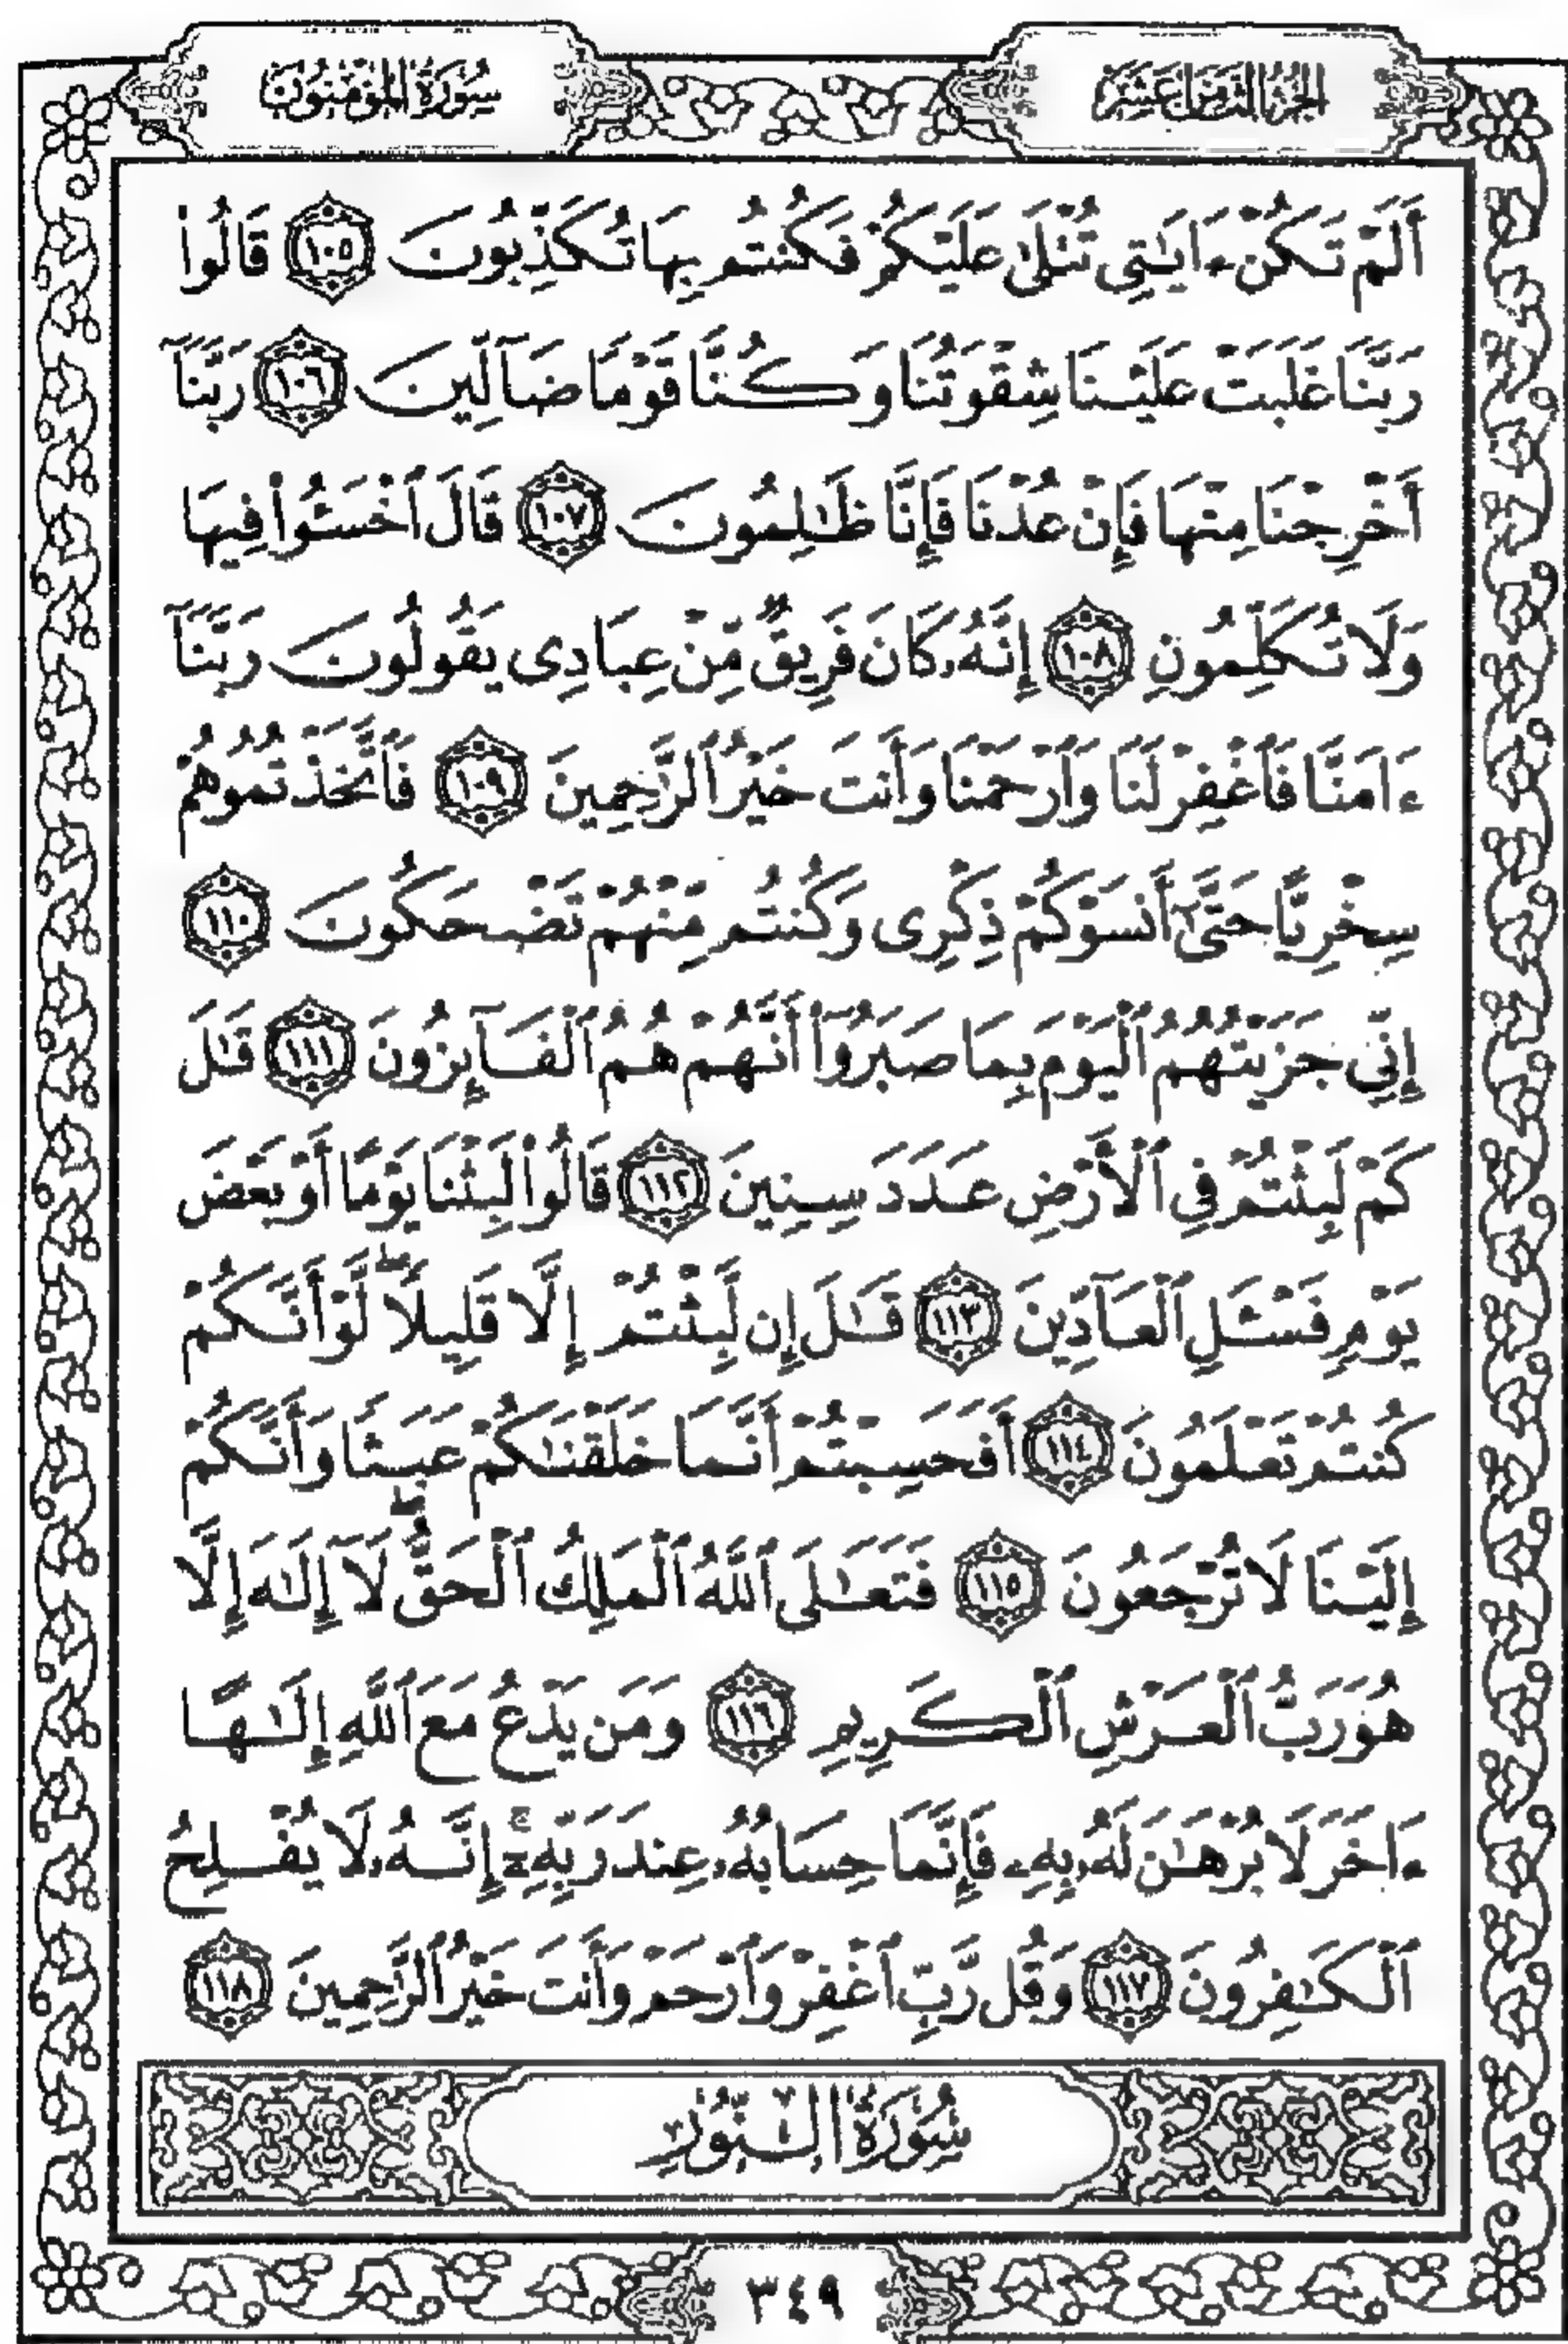 الجزء الثامن عشر
سورة المؤمنون
أَلَمْ تَكُنْ ءَايَٰتِى تُتْلَىٰ عَلَيْكُمْ فَكُنتُم بِهَا تُكَذِّبُونَ ١٠٥ قَالُوا۟
رَبَّنَا غَلَبَتْ عَلَيْنَا شِقْوَتُنَا وَكُنَّا قَوْمًا ضَآلِّينَ ١٠٦ رَبَّنَآ
أَخْرِجْنَا مِنْهَا فَإِنْ عُدْنَا فَإِنَّا ظَٰلِمُونَ ١٠٧ قَالَ ٱخْسَـُٔوا۟ فِيهَا
وَلَا تُكَلِّمُونِ ١٠٨ إِنَّهُۥ كَانَ فَرِيقٌ مِّنْ عِبَادِى يَقُولُونَ رَبَّنَآ
ءَامَنَّا فَٱغْفِرْ لَنَا وَٱرْحَمْنَا وَأَنتَ خَيْرُ ٱلرَّٰحِمِينَ ١٠٩ فَٱتَّخَذْتُمُوهُمْ
سِخْرِيًّا حَتَّىٰٓ أَنسَوْكُمْ ذِكْرِى وَكُنتُم مِّنْهُمْ تَضْحَكُونَ ١١٠
إِنِّى جَزَيْتُهُمُ ٱلْيَوْمَ بِمَا صَبَرُوٓا۟ أَنَّهُمْ هُمُ ٱلْفَآئِزُونَ ١١١ قَٰلَ
كَمْ لَبِثْتُمْ فِى ٱلْأَرْضِ عَدَدَ سِنِينَ ١١٢ قَالُوا۟ لَبِثْنَا يَوْمًا أَوْ بَعْضَ
يَوْمٍ فَسْـَٔلِ ٱلْعَآدِّينَ ١١٣ قَٰلَ إِن لَّبِثْتُمْ إِلَّا قَلِيلًا ۖ لَّوْ أَنَّكُمْ
كُنتُمْ تَعْلَمُونَ ١١٤ أَفَحَسِبْتُمْ أَنَّمَا خَلَقْنَٰكُمْ عَبَثًا وَأَنَّكُمْ
إِلَيْنَا لَا تُرْجَعُونَ ١١٥ فَتَعَٰلَى ٱللَّهُ ٱلْمَلِكُ ٱلْحَقُّ ۖ لَآ إِلَٰهَ إِلَّا
هُوَ رَبُّ ٱلْعَرْشِ ٱلْكَرِيمِ ١١٦ وَمَن يَدْعُ مَعَ ٱللَّهِ إِلَٰهًا
ءَاخَرَ لَا بُرْهَٰنَ لَهُۥ بِهِۦ فَإِنَّمَا حِسَابُهُۥ عِندَ رَبِّهِۦٓ ۚ إِنَّهُۥ لَا يُفْلِحُ
ٱلْكَٰفِرُونَ ١١٧ وَقُل رَّبِّ ٱغْفِرْ وَٱرْحَمْ وَأَنتَ خَيْرُ ٱلرَّٰحِمِينَ ١١٨
سُورَةُ النُّورِ
٣٤٩